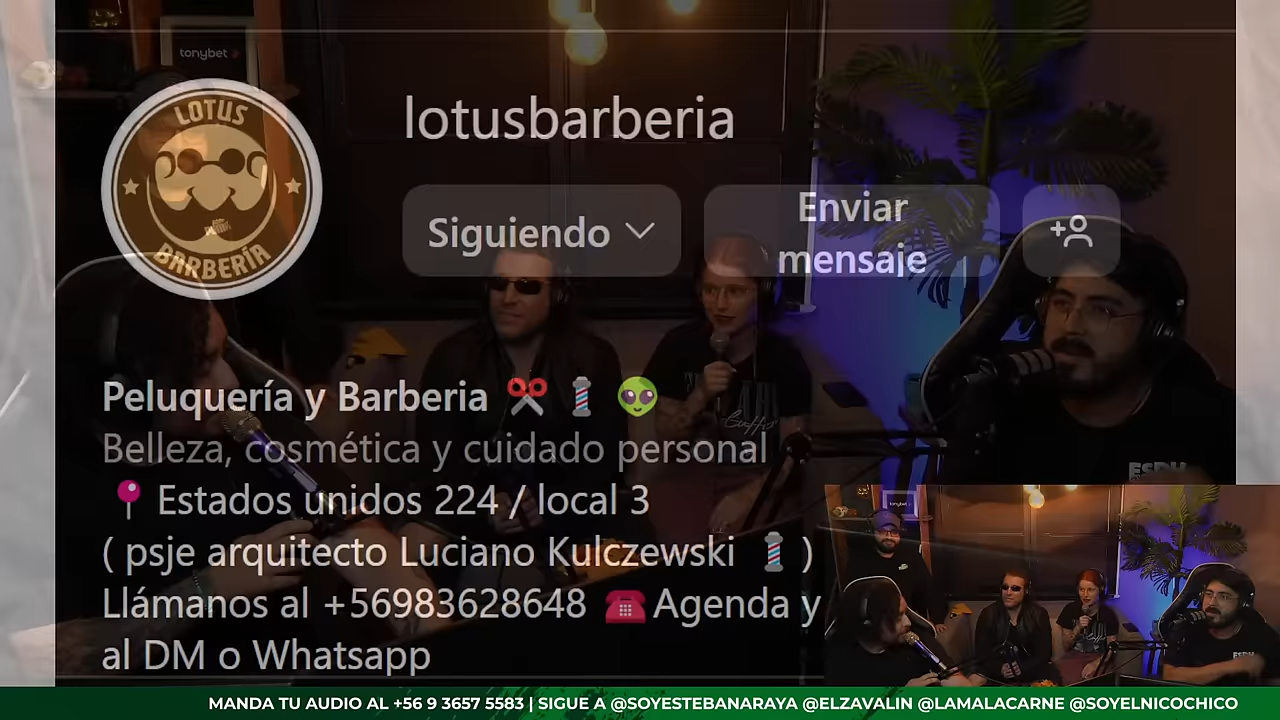 tonybet
LOTUS
BARBERÍA
lotusbarberia
Siguiendo
Enviar
mensaje
Peluquería y Barberia ✂ 💈 👽
Belleza, cosmética y cuidado personal
📍 Estados unidos 224 / local 3
( psje arquitecto Luciano Kulczewski 💈 )
Llámanos al +56983628648 ☎ Agenda y
al DM o Whatsapp
tonybet
MANDA TU AUDIO AL +56 9 3657 5583 | SIGUE A @SOYESTEBANARAYA @ELZAVALIN @LAMALACARNE @SOYELNICOCHICO